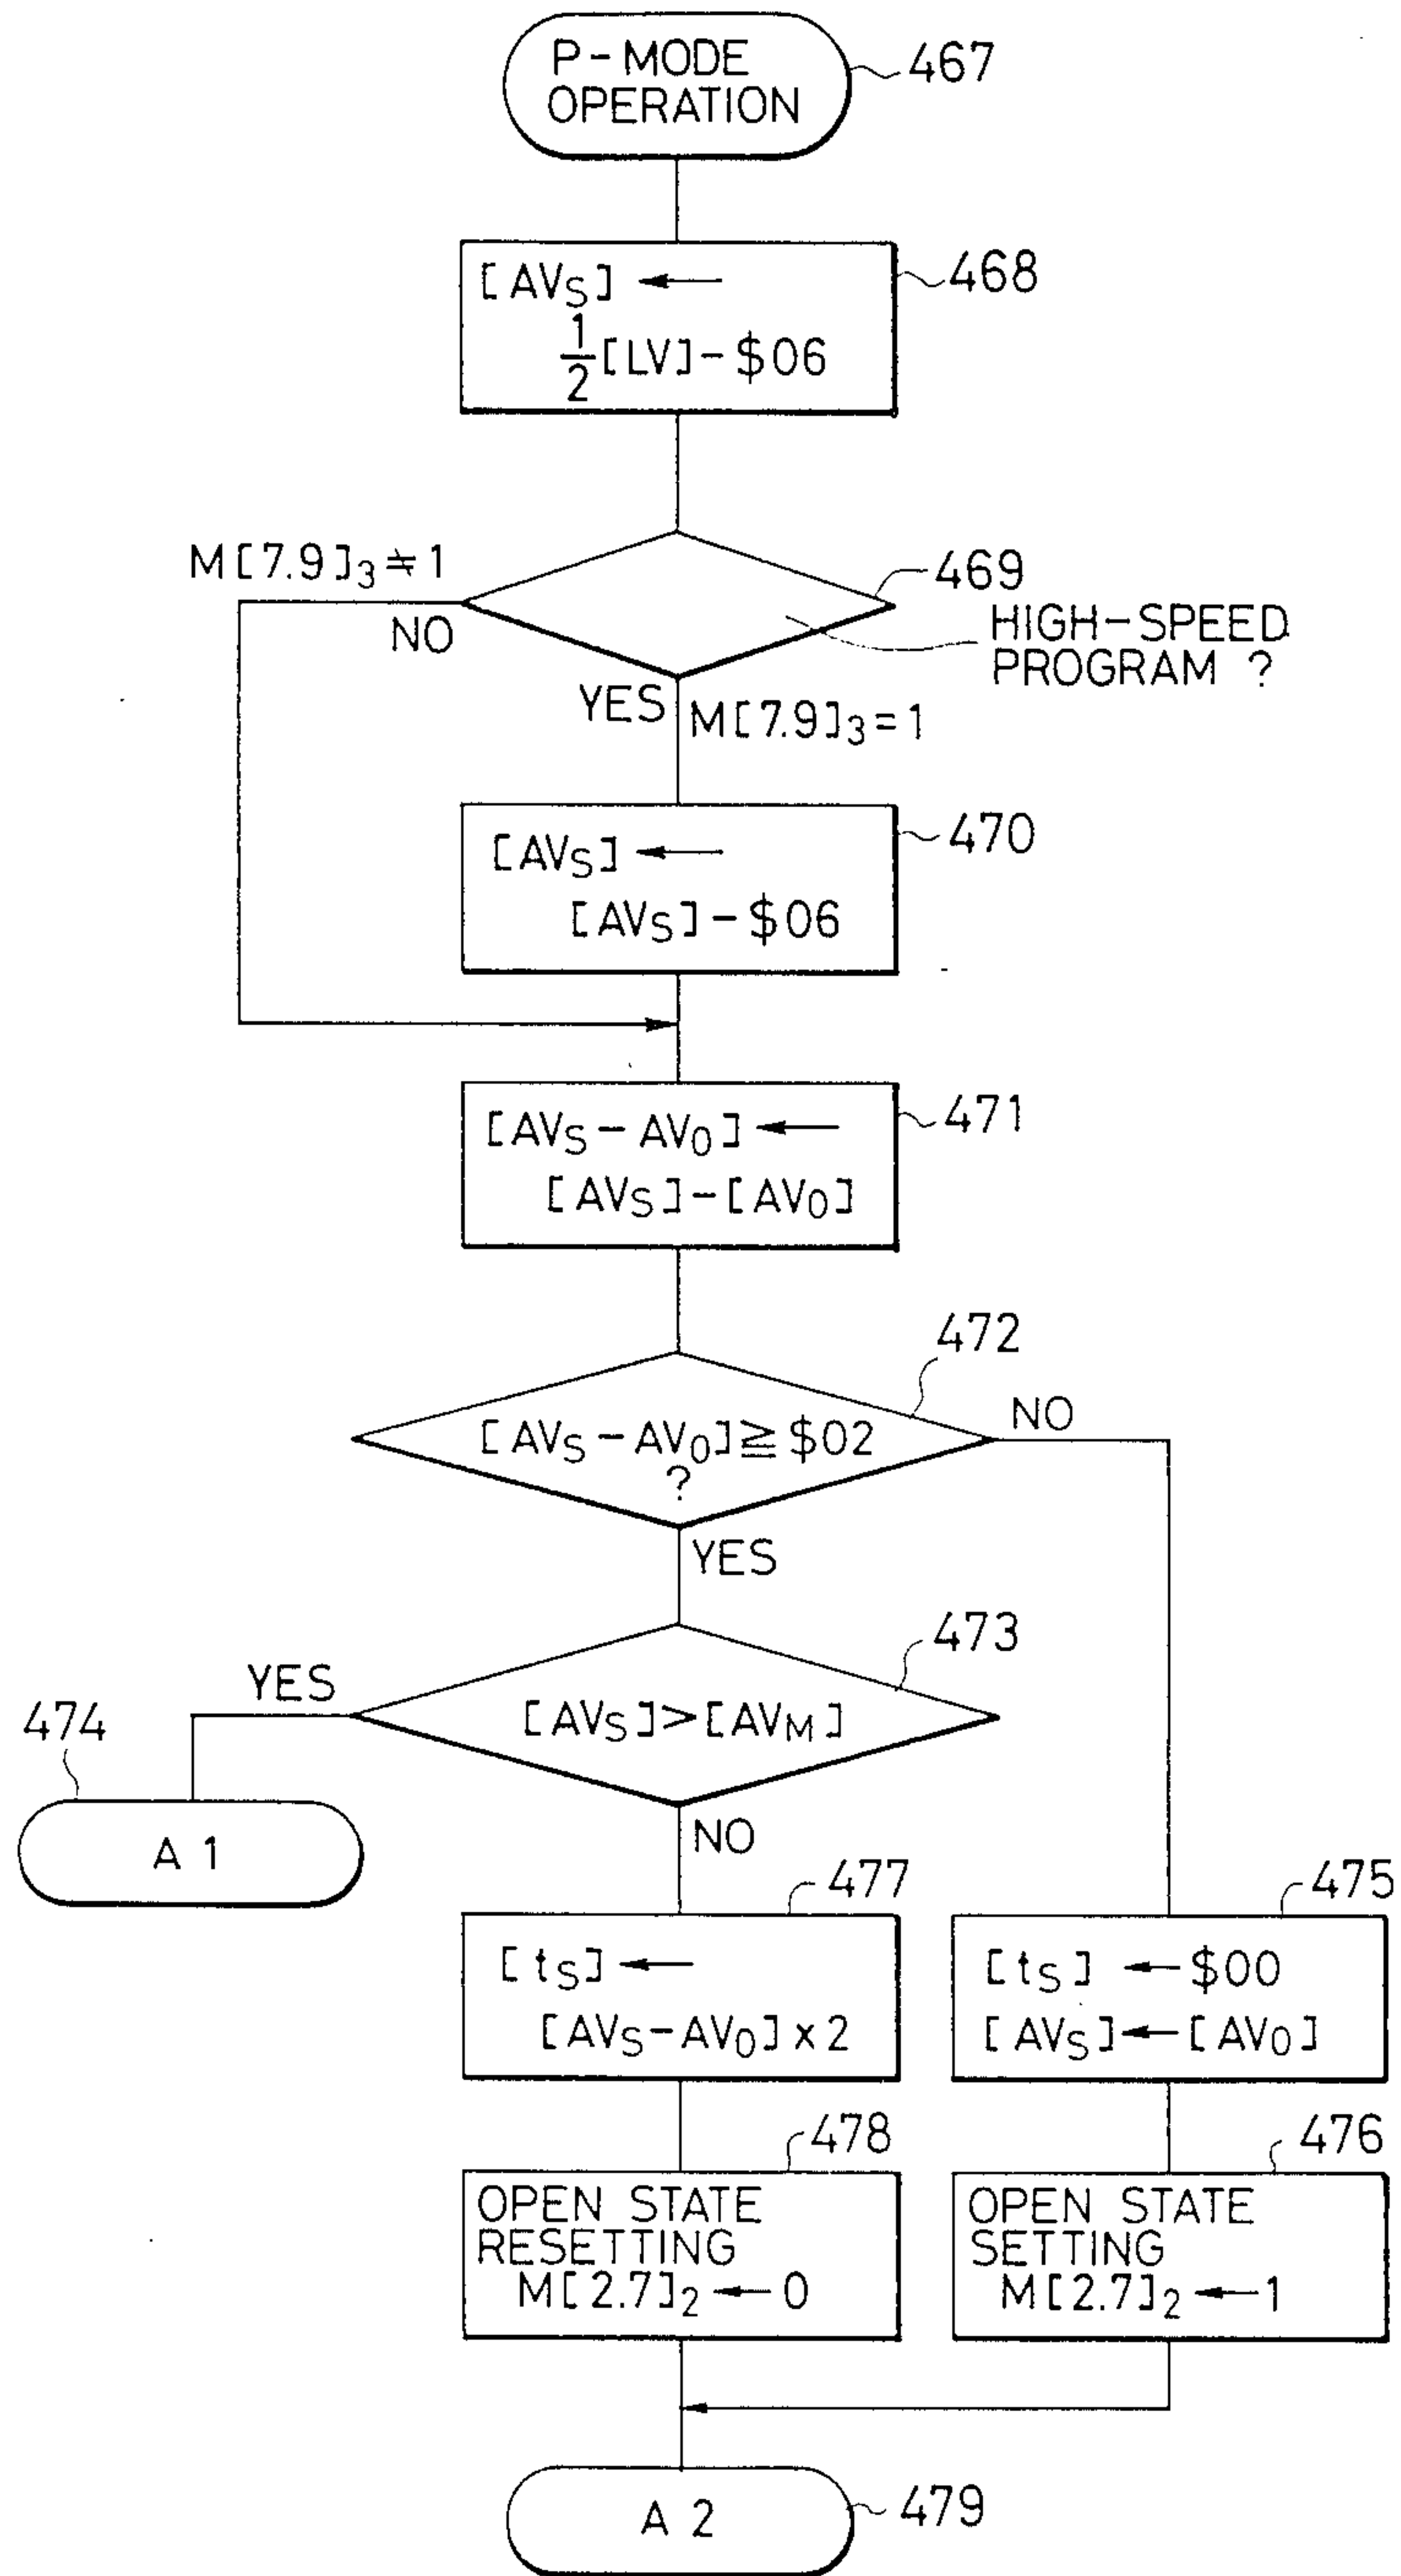 P-MODE
OPERATION
467
[AVS] ←
468
1/2 [LV] - $06
M[7.9]3 ≠ 1
469
NO
HIGH-SPEED
PROGRAM ?
YES
M[7.9]3 = 1
[AVS] ←
470
[AVS] - $06
[AVS - AV0] ←
471
[AVS] - [AV0]
472
NO
[AVS - AV0] ≧ $02
?
YES
473
YES
474
[AVS] > [AVM]
A 1
NO
477
475
[tS] ←
[AVS - AV0] x 2
[tS] ← $00
[AVS] ← [AV0]
478
476
OPEN STATE
RESETTING
M[2.7]2 ← 0
OPEN STATE
SETTING
M[2.7]2 ← 1
A 2
479